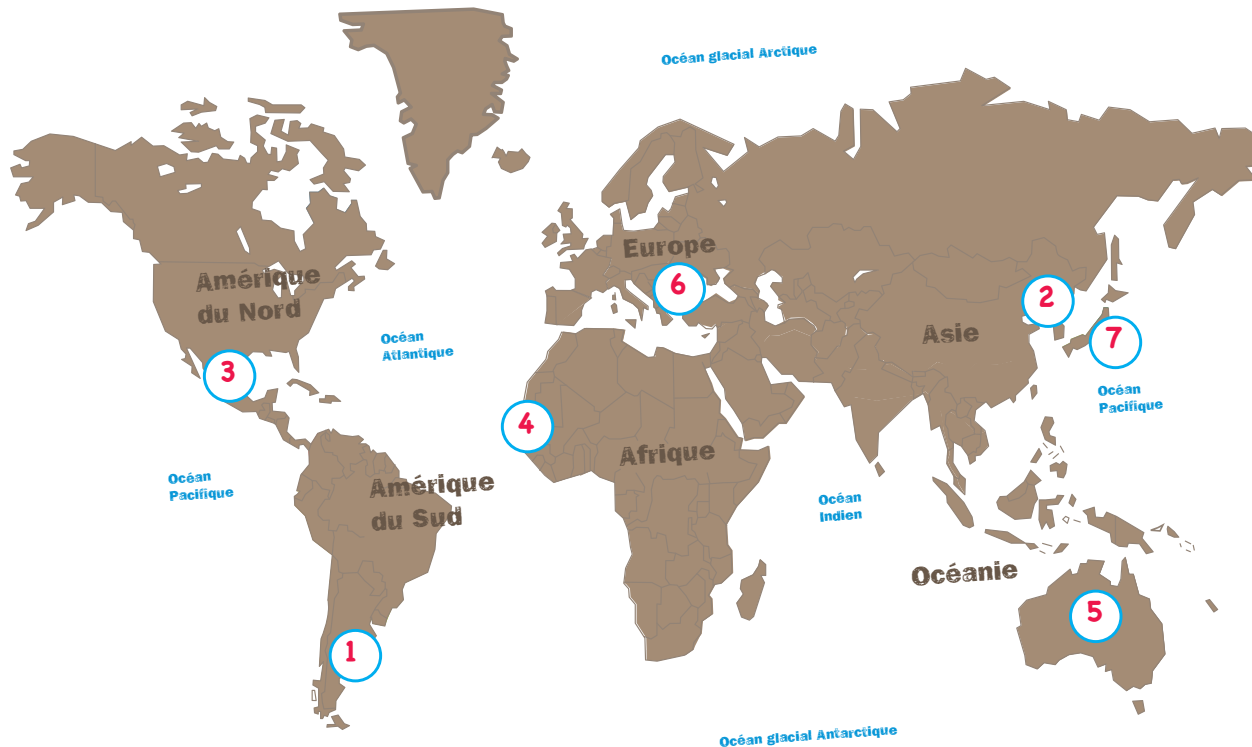 Océan glacial Arctique
Europe
Amérique
du Nord
6
2
Asie
7
Océan
Atlantique
3
Océan
Pacifique
4
Afrique
Océan
Pacifique
Amérique
du Sud
Océan
Indien
Océanie
5
1
Océan glacial Antarctique